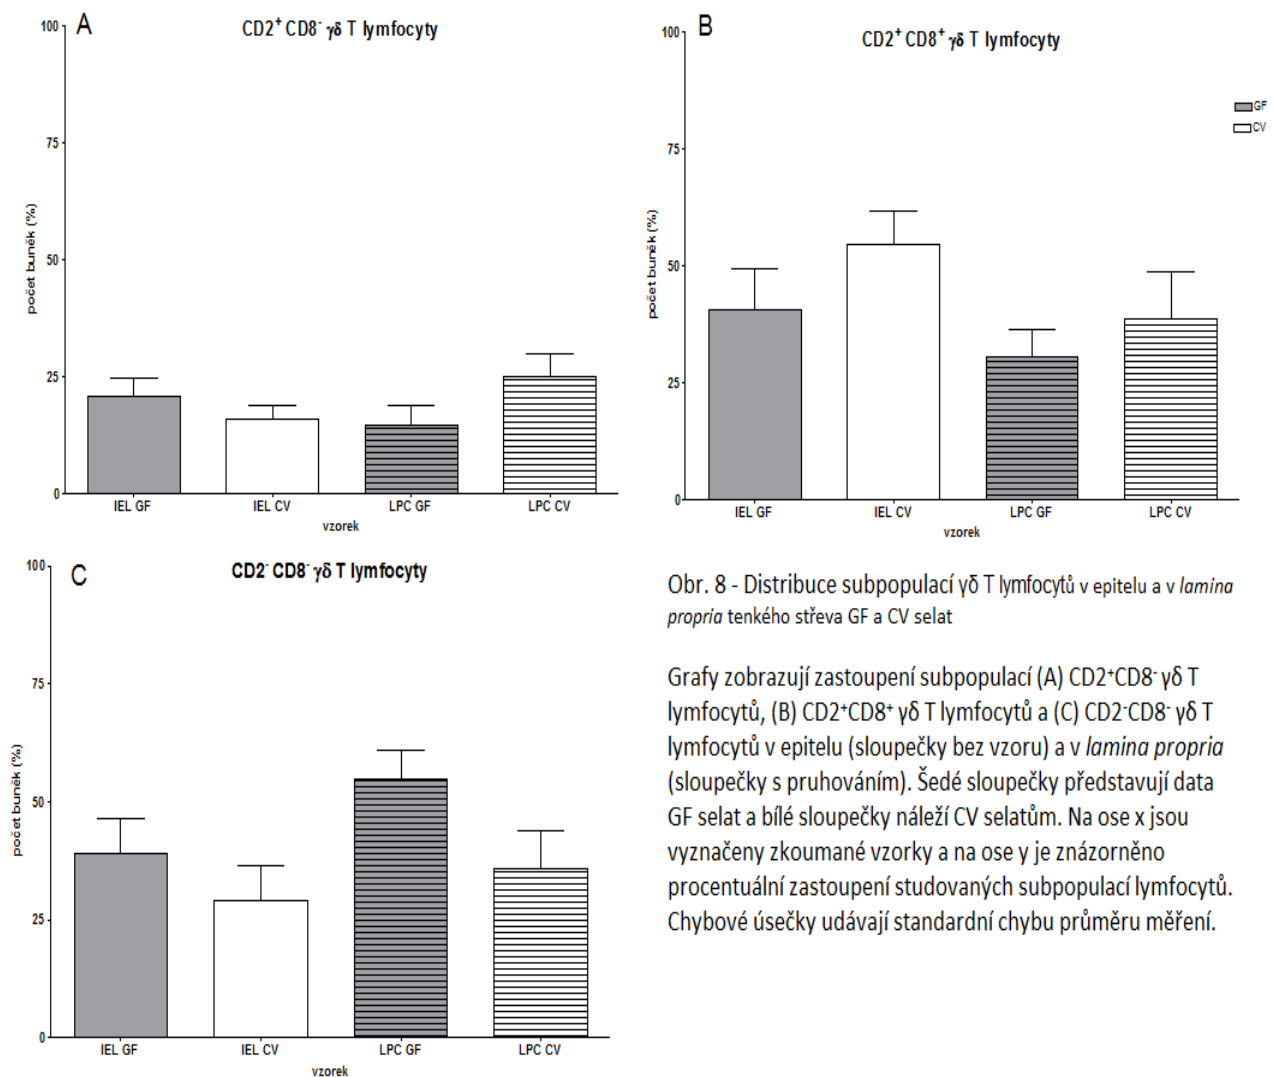 A
CD2⁺ CD8⁻ γδ T lymfocyty
100
75
50
25
0
počet buněk (%)
IEL GF
IEL CV
LPC GF
LPC CV
vzorek
B
CD2⁺ CD8⁺ γδ T lymfocyty
100
75
50
25
0
počet buněk (%)
IEL GF
IEL CV
LPC GF
LPC CV
vzorek
GF
CV
C
CD2⁻ CD8⁻ γδ T lymfocyty
100
75
50
25
0
počet buněk (%)
IEL GF
IEL CV
LPC GF
LPC CV
vzorek
Obr. 8 - Distribuce subpopulací γδ T lymfocytů v epitelu a v lamina
propria tenkého střeva GF a CV selat
Grafy zobrazují zastoupení subpopulací (A) CD2⁺CD8⁻ γδ T
lymfocytů, (B) CD2⁺CD8⁺ γδ T lymfocytů a (C) CD2⁻CD8⁻ γδ T
lymfocytů v epitelu (sloupečky bez vzoru) a v lamina propria
(sloupečky s pruhováním). Šedé sloupečky představují data
GF selat a bílé sloupečky náleží CV selatům. Na ose x jsou
vyznačeny zkoumané vzorky a na ose y je znázorněno
procentuální zastoupení studovaných subpopulací lymfocytů.
Chybové úsečky udávají standardní chybu průměru měření.